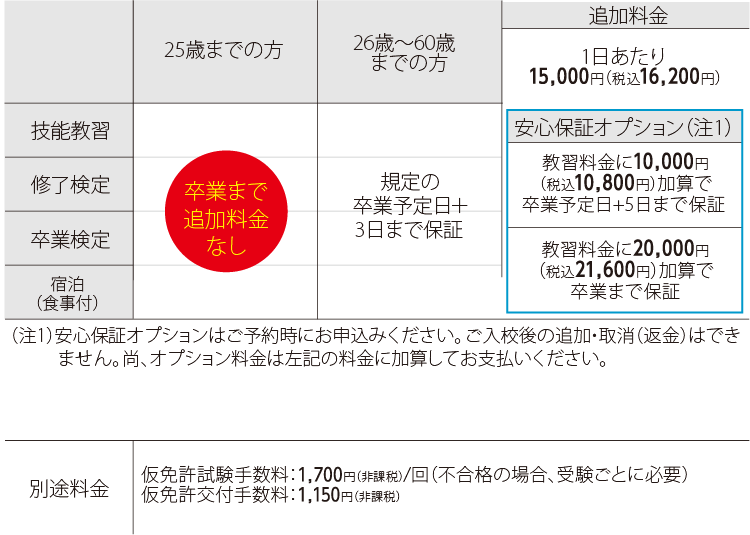 25歳までの方
26歳～60歳
までの方
追加料金
1日あたり
15,000円（税込16,200円）
技能教習
修了検定
卒業検定
宿泊
（食事付）
卒業まで
追加料金
なし
規定の
卒業予定日＋
3日まで保証
安心保証オプション（注1）
教習料金に10,000円
（税込10,800円）加算で
卒業予定日+5日まで保証
教習料金に20,000円
（税込21,600円）加算で
卒業まで保証
（注1）安心保証オプションはご予約時にお申込みください。ご入校後の追加・取消（返金）はでき
ません。尚、オプション料金は左記の料金に加算してお支払いください。
別途料金
仮免許試験手数料：1,700円（非課税）/回（不合格の場合、受験ごとに必要）
仮免許交付手数料：1,150円（非課税）